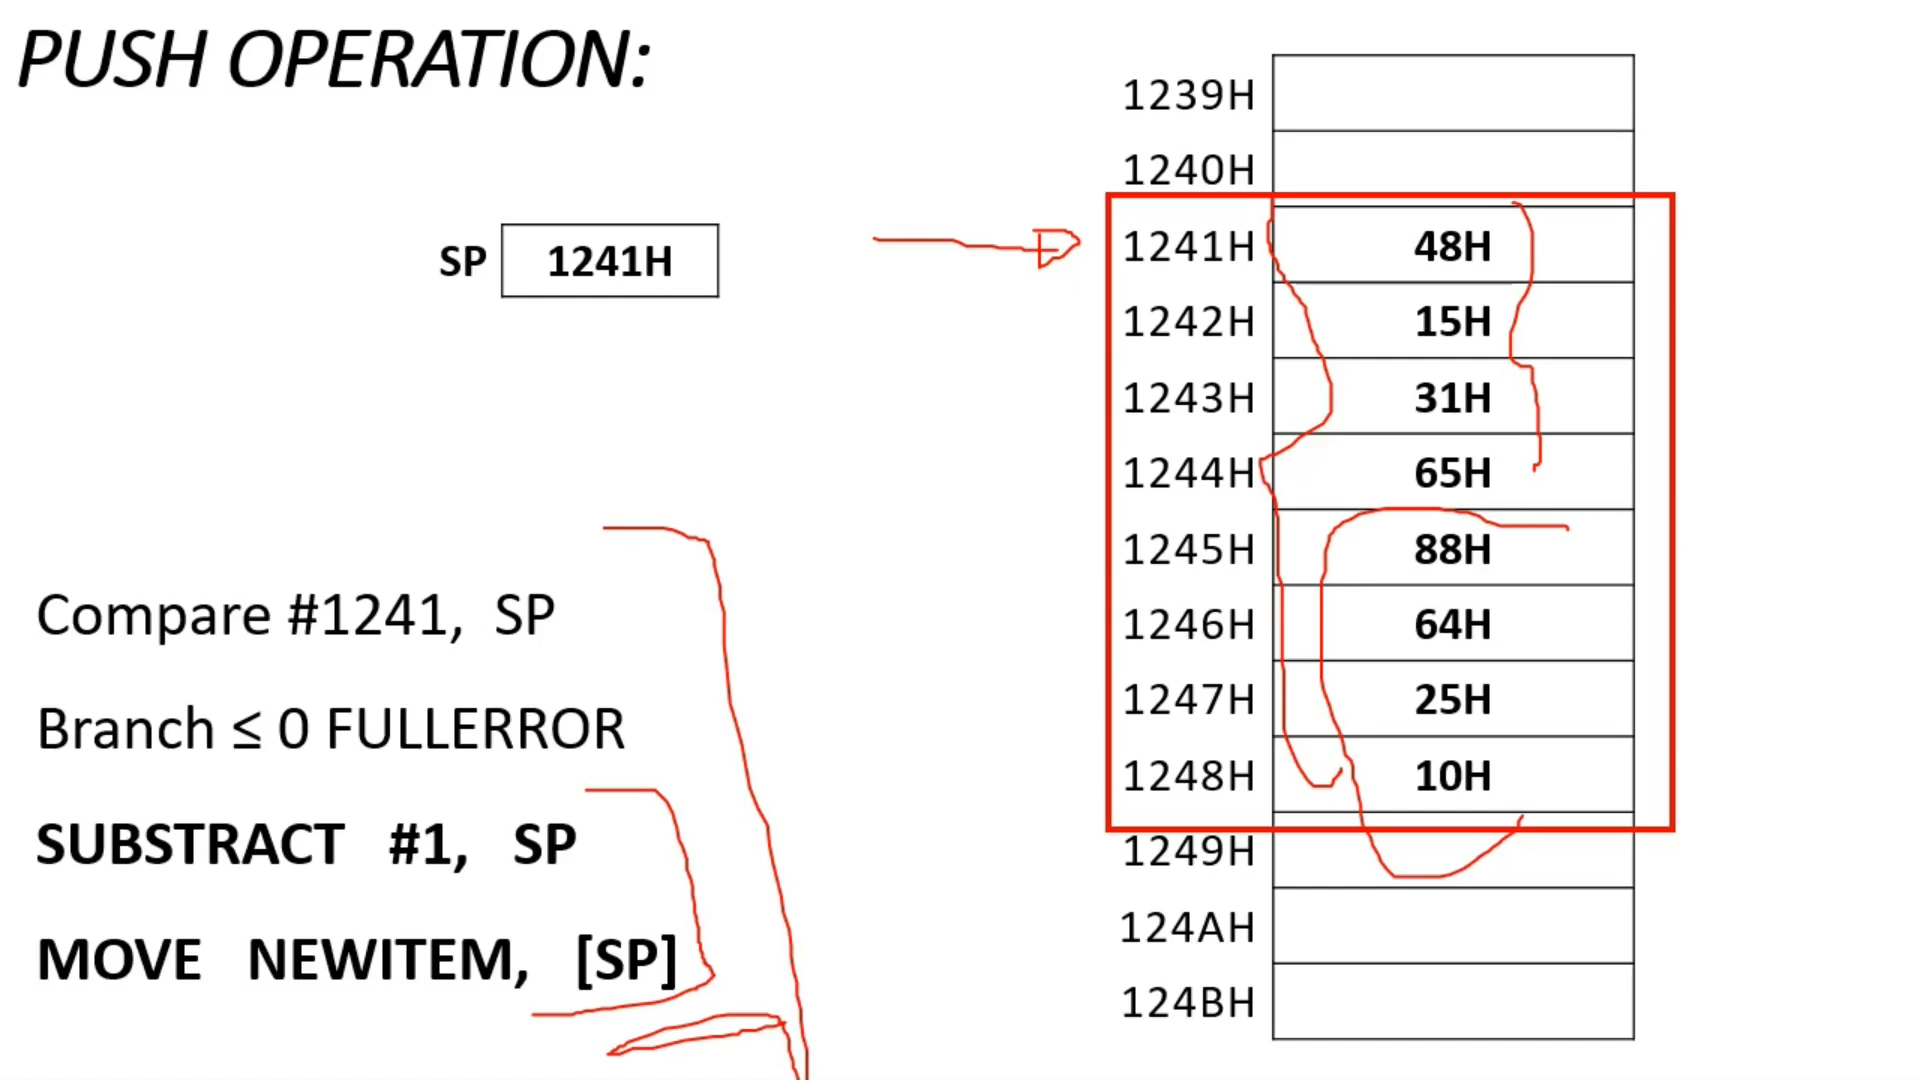 PUSH OPERATION:
SP 1241H
Compare #1241, SP
Branch ≤ 0 FULLERROR
SUBSTRACT #1, SP
MOVE NEWITEM, [SP]
1239H
1240H
1241H 48H
1242H 15H
1243H 31H
1244H 65H
1245H 88H
1246H 64H
1247H 25H
1248H 10H
1249H
124AH
124BH